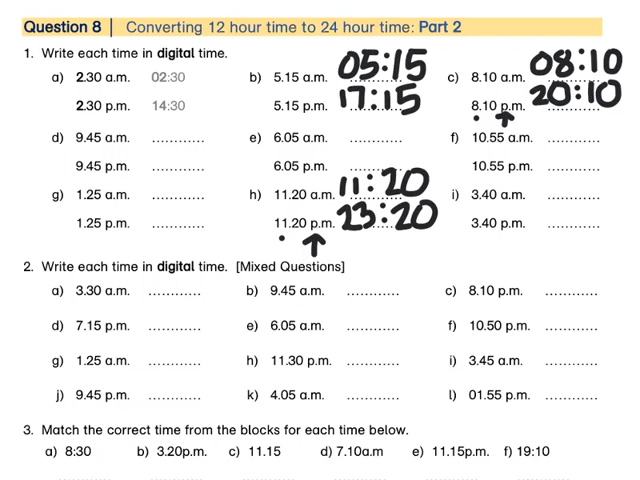 Question 8 | Converting 12 hour time to 24 hour time: Part 2
1. Write each time in digital time.
a) 2.30 a.m. 02:30 b) 5.15 a.m. 05:15 c) 8.10 a.m. 08:10
2.30 p.m. 14:30 5.15 p.m. 17:15 8.10 p.m. 20:10
d) 9.45 a.m. ............ e) 6.05 a.m. ............ f) 10.55 a.m. ............
9.45 p.m. ............ 6.05 p.m. ............ 10.55 p.m. ............
g) 1.25 a.m. ............ h) 11.20 a.m. 11:20 i) 3.40 a.m. ............
1.25 p.m. ............ 11.20 p.m. 23:20 3.40 p.m. ............
2. Write each time in digital time. [Mixed Questions]
a) 3.30 a.m. ............ b) 9.45 a.m. ............ c) 8.10 p.m. ............
d) 7.15 p.m. ............ e) 6.05 a.m. ............ f) 10.50 p.m. ............
g) 1.25 a.m. ............ h) 11.30 p.m. ............ i) 3.45 a.m. ............
j) 9.45 p.m. ............ k) 4.05 a.m. ............ l) 01.55 p.m. ............
3. Match the correct time from the blocks for each time below.
a) 8:30 b) 3.20p.m. c) 11.15 d) 7.10a.m e) 11.15p.m. f) 19:10